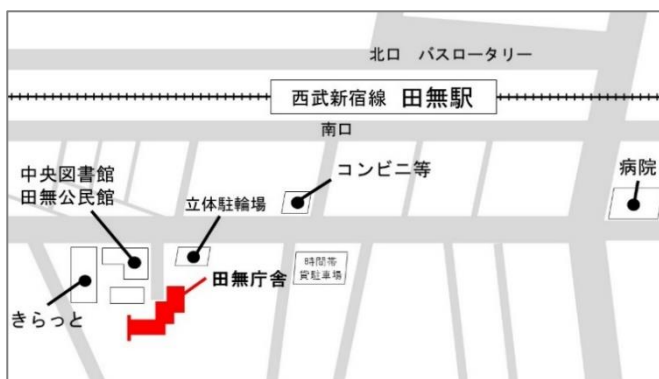 北口 バスロータリー
西武新宿線 田無駅
南口
中央図書館
田無公民館
立体駐輪場
コンビニ等
病院
時間帯
貸駐車場
田無庁舎
きらっと